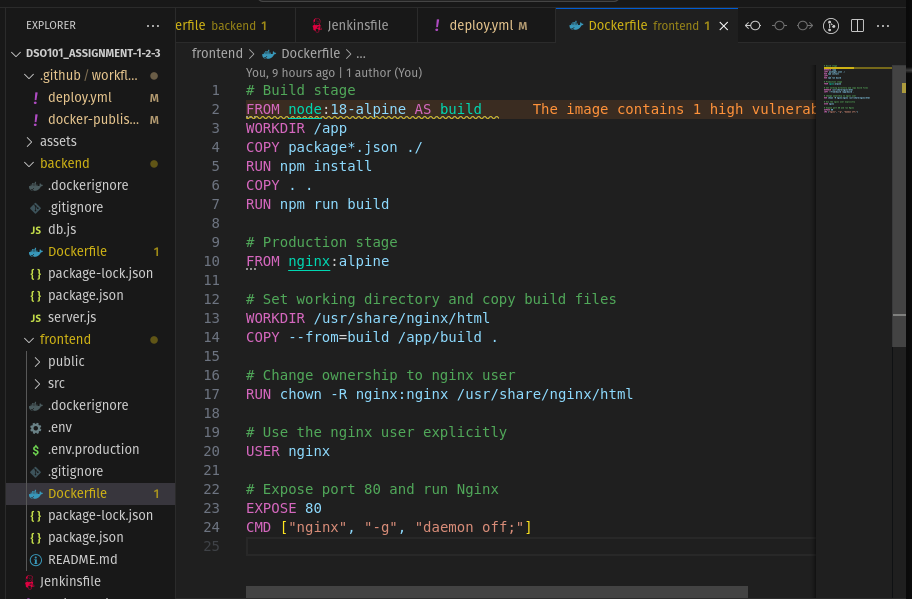 EXPLORER ...
DSO101_ASSIGNMENT-1-2-3
.github / workfl...
deploy.yml M
docker-publis... M
assets
backend
.dockerignore
.gitignore
JS db.js
Dockerfile 1
{} package-lock.json
{} package.json
JS server.js
frontend
public
src
.dockerignore
.env
$ .env.production
.gitignore
Dockerfile 1
{} package-lock.json
{} package.json
README.md
Jenkinsfile
erfile backend 1
Jenkinsfile
! deploy.yml M
Dockerfile frontend 1
frontend > Dockerfile > ...
You, 9 hours ago | 1 author (You)
1 # Build stage
2 FROM node:18-alpine AS build The image contains 1 high vulnerab
3 WORKDIR /app
4 COPY package*.json ./
5 RUN npm install
6 COPY . .
7 RUN npm run build
8
9 # Production stage
10 FROM nginx:alpine
11
12 # Set working directory and copy build files
13 WORKDIR /usr/share/nginx/html
14 COPY --from=build /app/build .
15
16 # Change ownership to nginx user
17 RUN chown -R nginx:nginx /usr/share/nginx/html
18
19 # Use the nginx user explicitly
20 USER nginx
21
22 # Expose port 80 and run Nginx
23 EXPOSE 80
24 CMD ["nginx", "-g", "daemon off;"]
25